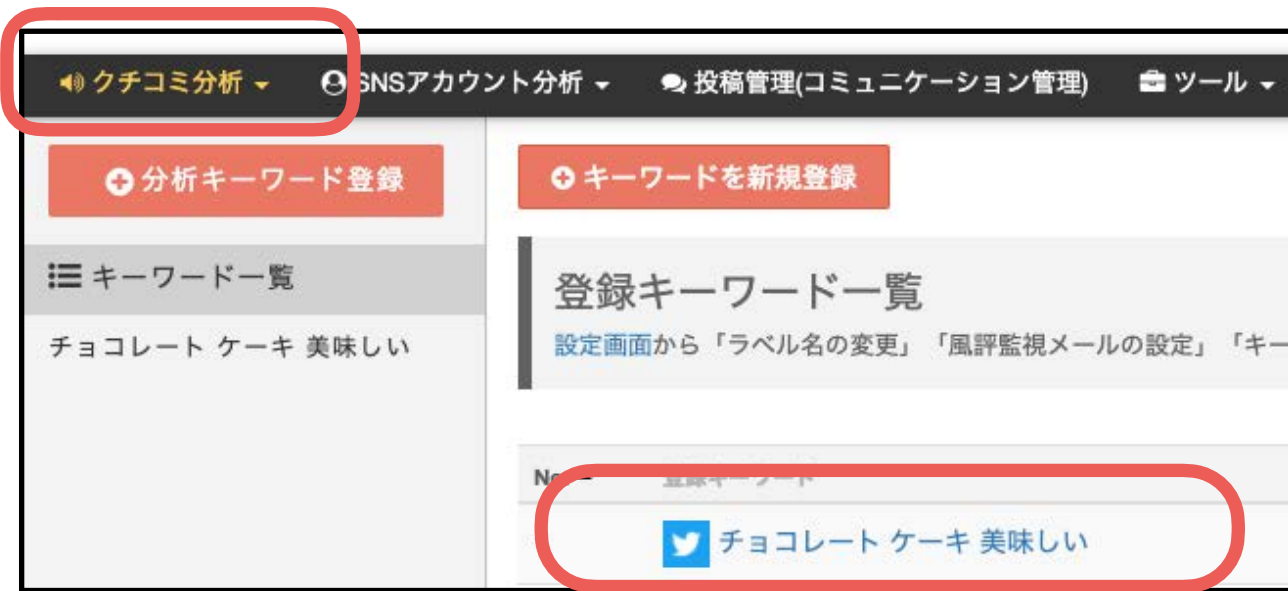 クチコミ分析
SNSアカウント分析
投稿管理(コミュニケーション管理)
ツール
分析キーワード登録
キーワードを新規登録
キーワード一覧
チョコレート ケーキ 美味しい
登録キーワード一覧
設定画面から「ラベル名の変更」「風評監視メールの設定」「キー
チョコレート ケーキ 美味しい